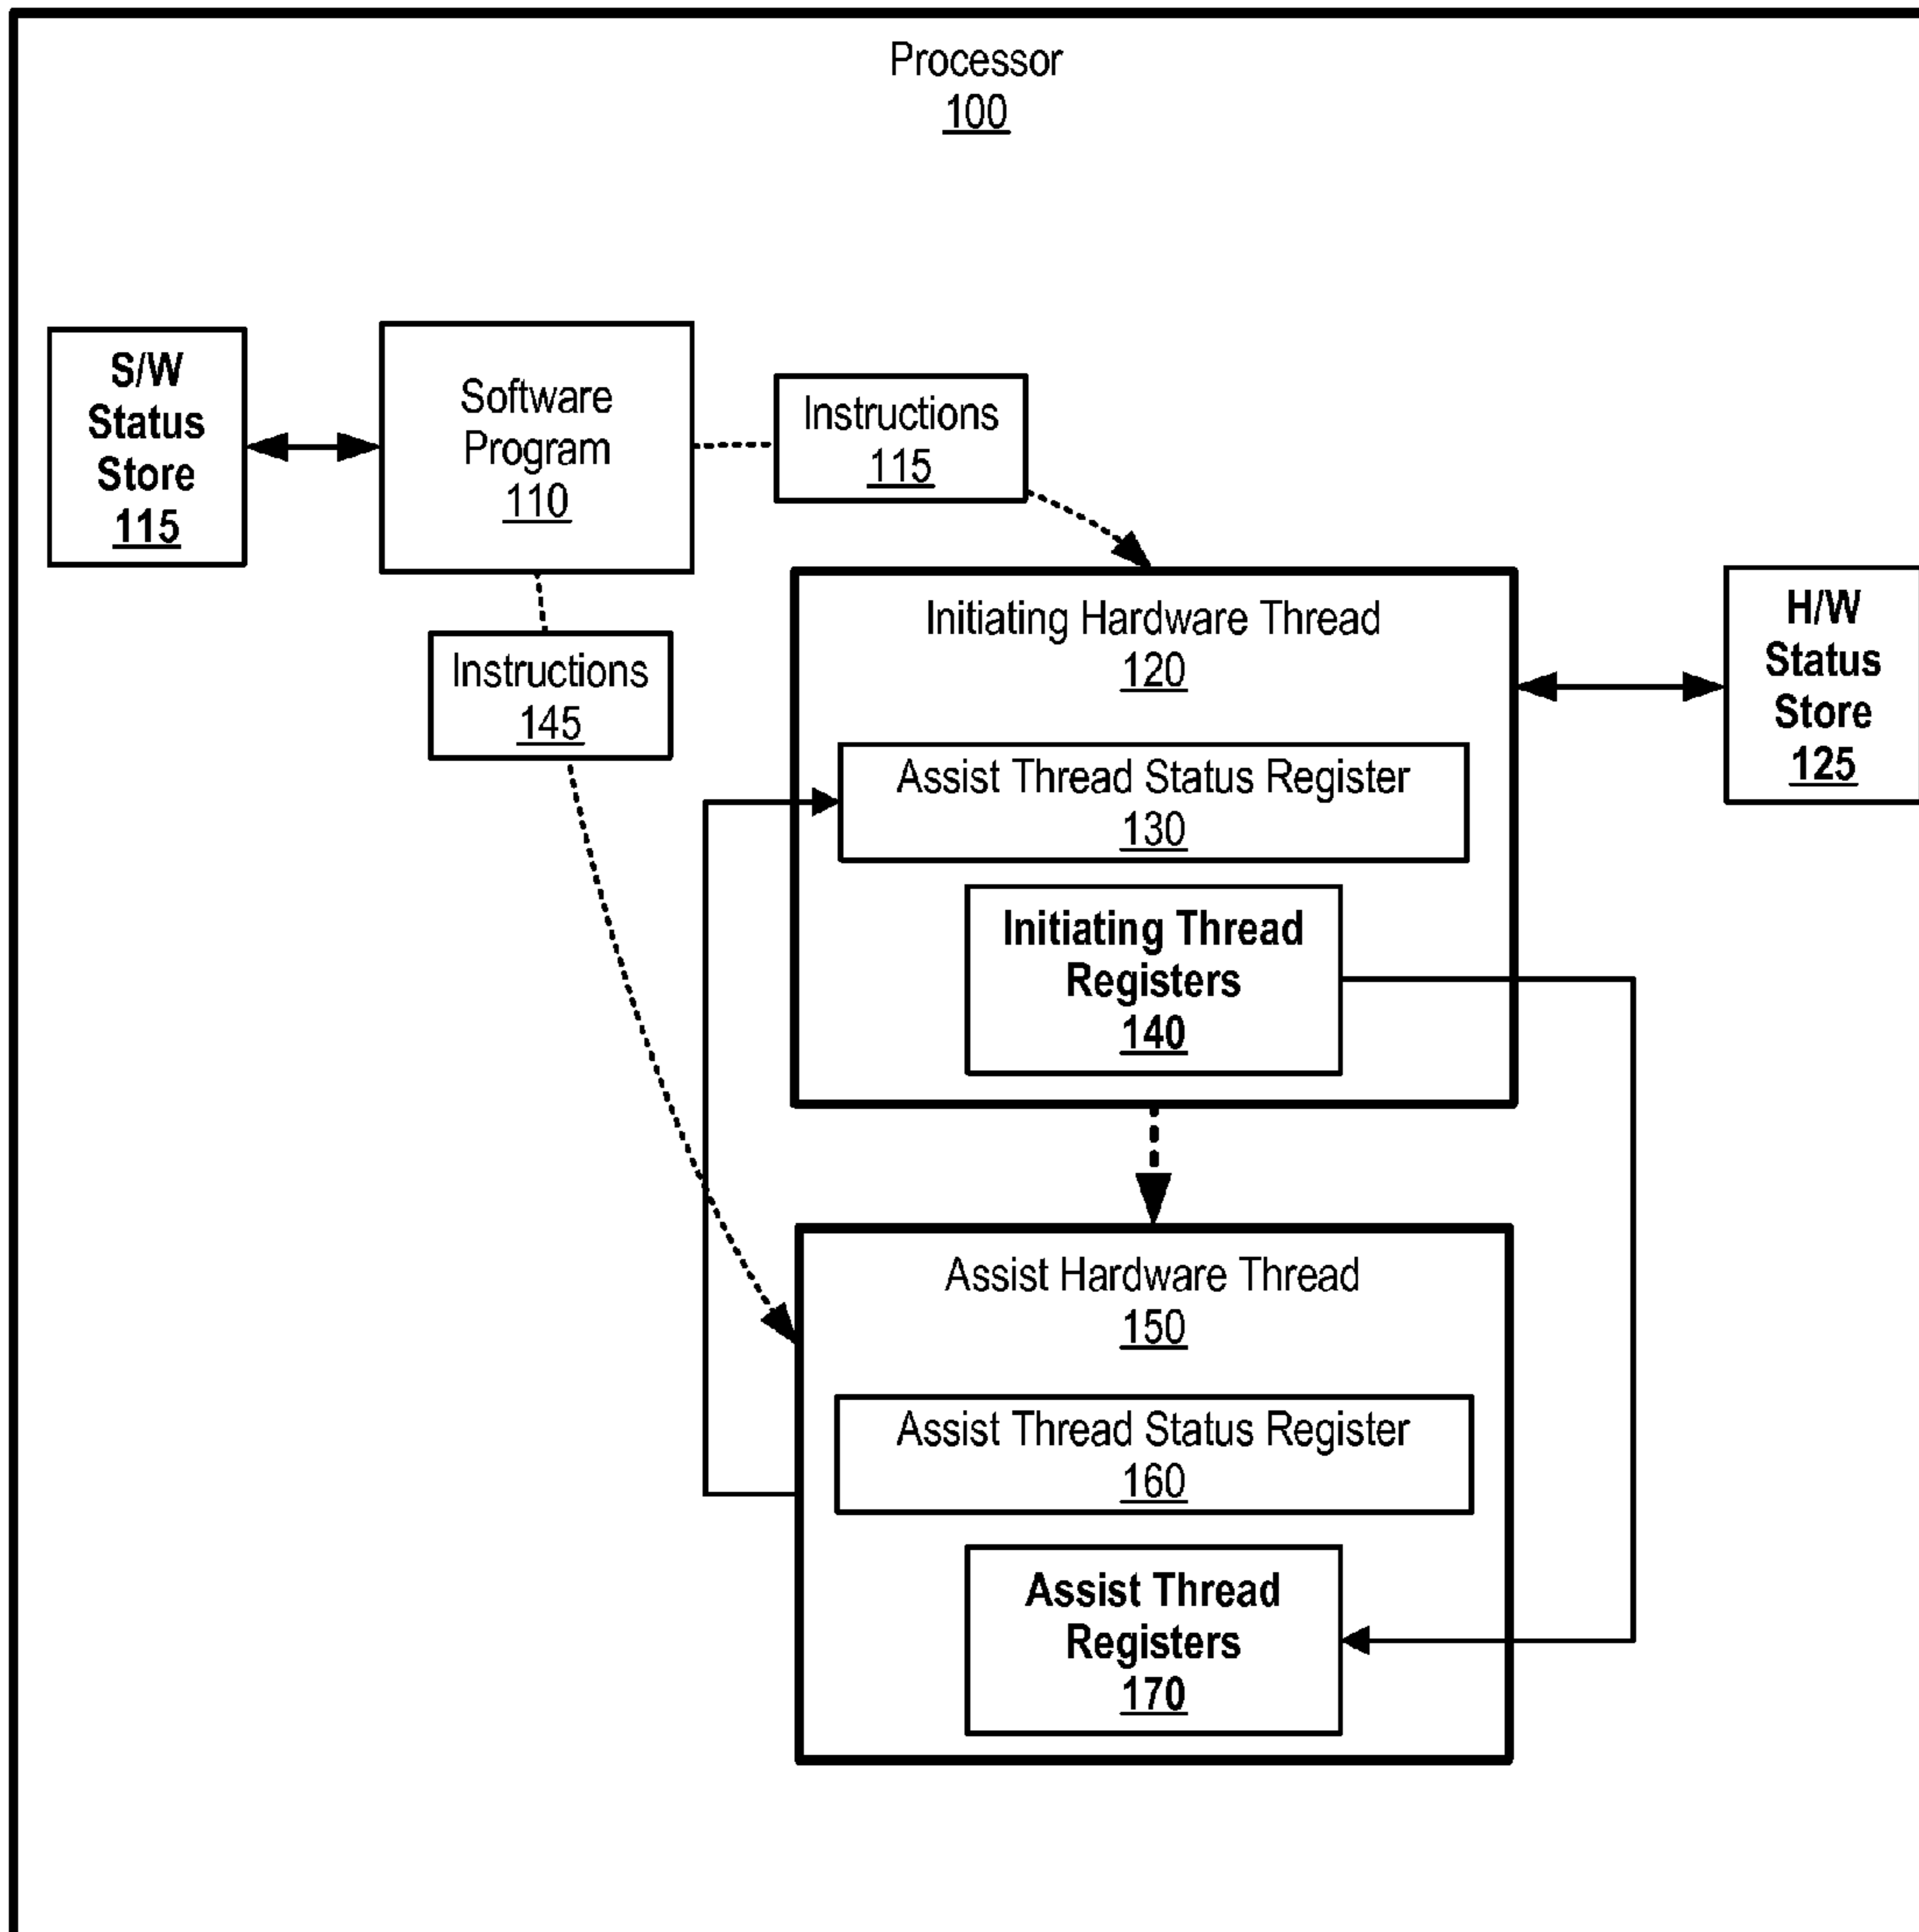 Processor
100
S/W
Status
Store
115
Software
Program
110
Instructions
115
Initiating Hardware Thread
120
H/W
Status
Store
125
Instructions
145
Assist Thread Status Register
130
Initiating Thread
Registers
140
Assist Hardware Thread
150
Assist Thread Status Register
160
Assist Thread
Registers
170